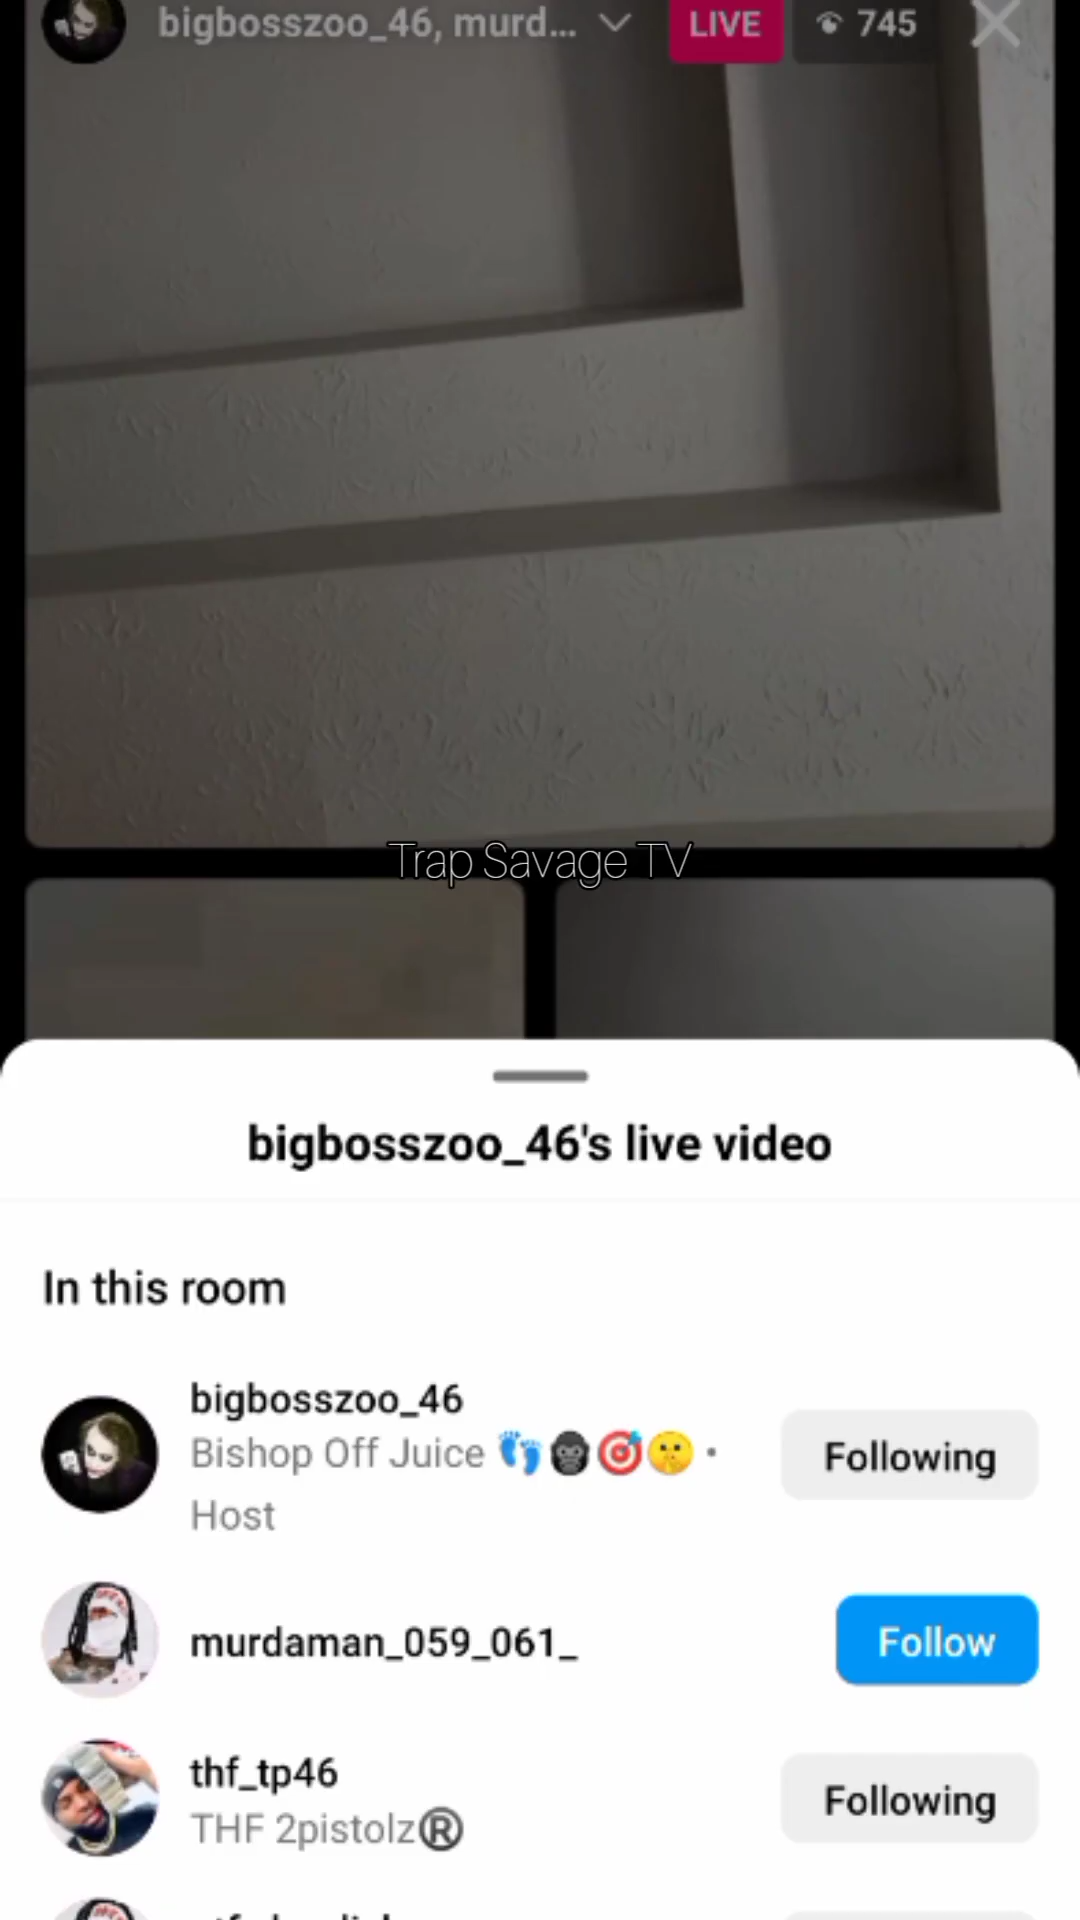 bigbosszoo_46, murd...
LIVE
745
Trap Savage TV
bigbosszoo_46's live video
In this room
bigbosszoo_46
Bishop Off Juice 👣🦍🎯🤫 •
Host
Following
murdaman_059_061_
Follow
thf_tp46
THF 2pistolz®️
Following